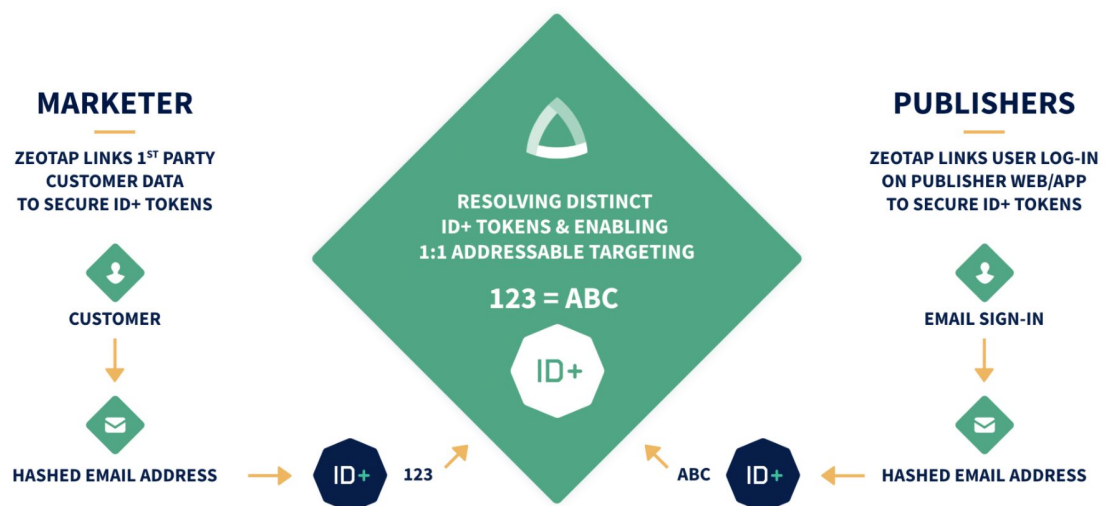 MARKETER
ZEOTAP LINKS 1ST PARTY
CUSTOMER DATA
TO SECURE ID+ TOKENS
CUSTOMER
HASHED EMAIL ADDRESS
ID+
123
RESOLVING DISTINCT
ID+ TOKENS & ENABLING
1:1 ADDRESSABLE TARGETING
123 = ABC
ID+
PUBLISHERS
ZEOTAP LINKS USER LOG-IN
ON PUBLISHER WEB/APP
TO SECURE ID+ TOKENS
EMAIL SIGN-IN
HASHED EMAIL ADDRESS
ID+
ABC